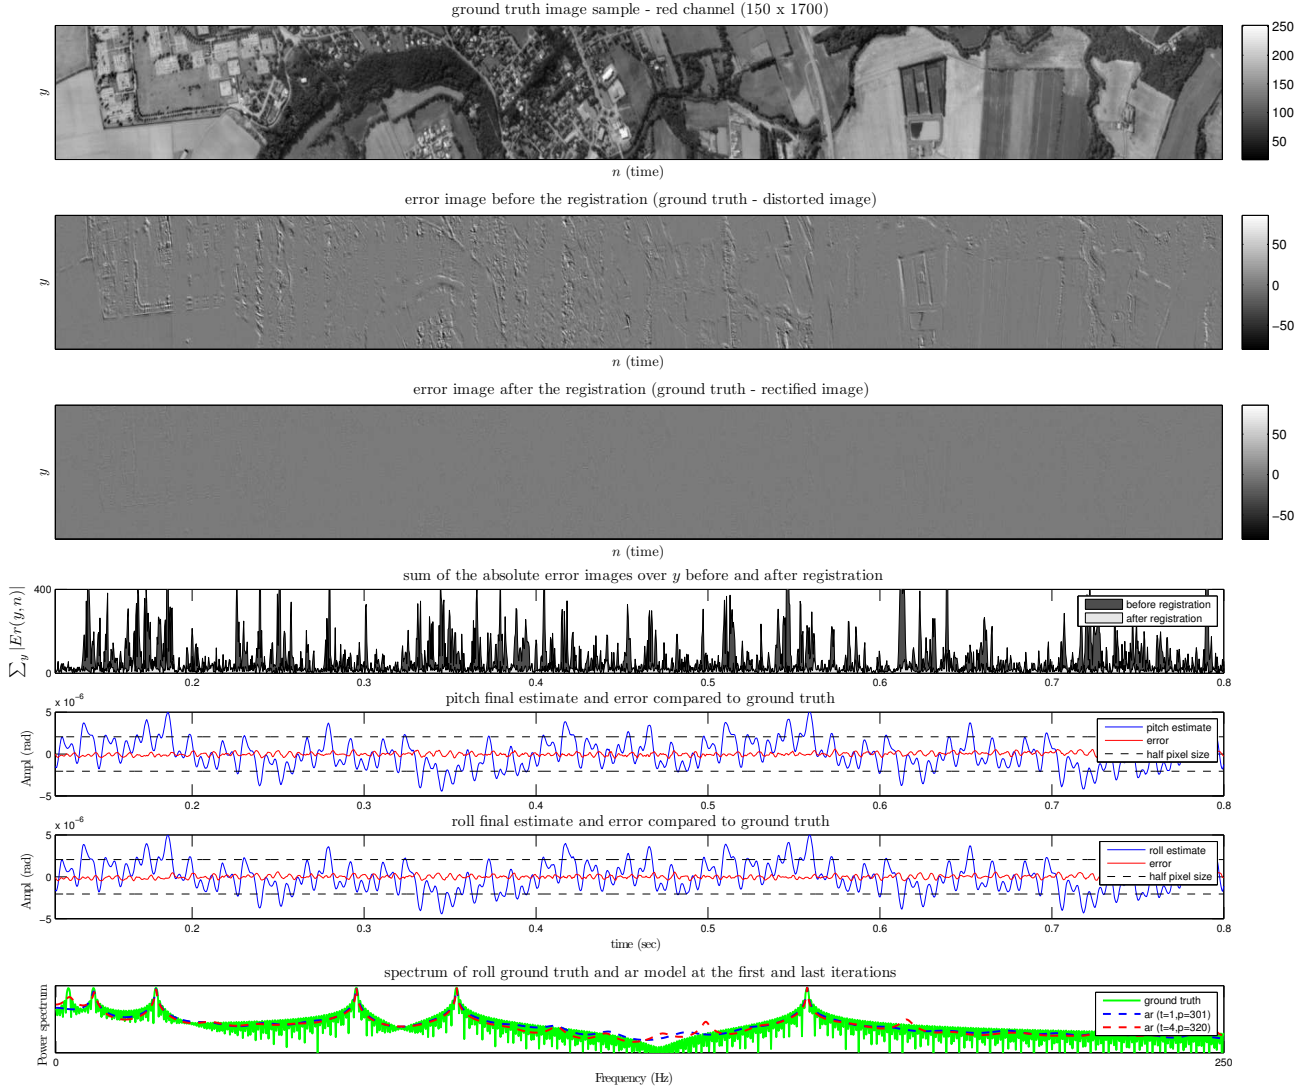 ground truth image sample - red channel (150 x 1700)
250
200
150
100
50
y
n (time)
error image before the registration (ground truth - distorted image)
50
0
−50
y
n (time)
error image after the registration (ground truth - rectified image)
50
0
−50
y
n (time)
sum of the absolute error images over y before and after registration
∑y |Er(y, n)|
400
0
before registration
after registration
0.2 0.3 0.4 0.5 0.6 0.7 0.8
x 10^-6
pitch final estimate and error compared to ground truth
Ampl (rad)
5
0
−5
pitch estimate
error
half pixel size
0.2 0.3 0.4 0.5 0.6 0.7 0.8
x 10^-6
roll final estimate and error compared to ground truth
Ampl (rad)
5
0
−5
roll estimate
error
half pixel size
0.2 0.3 0.4 0.5 0.6 0.7 0.8
time (sec)
spectrum of roll ground truth and ar model at the first and last iterations
Power spectrum
ground truth
ar (t=1,p=301)
ar (t=4,p=320)
0 250
Frequency (Hz)